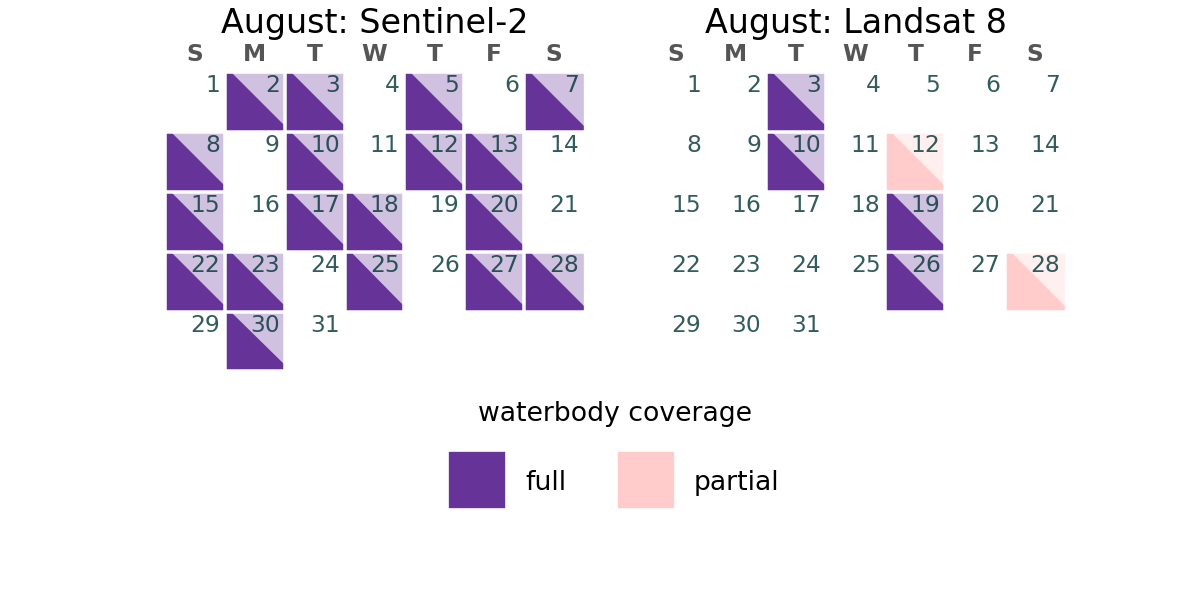 August: Sentinel-2
S M T W T F S
1 2 3 4 5 6 7
8 9 10 11 12 13 14
15 16 17 18 19 20 21
22 23 24 25 26 27 28
29 30 31
August: Landsat 8
S M T W T F S
1 2 3 4 5 6 7
8 9 10 11 12 13 14
15 16 17 18 19 20 21
22 23 24 25 26 27 28
29 30 31
waterbody coverage
full partial